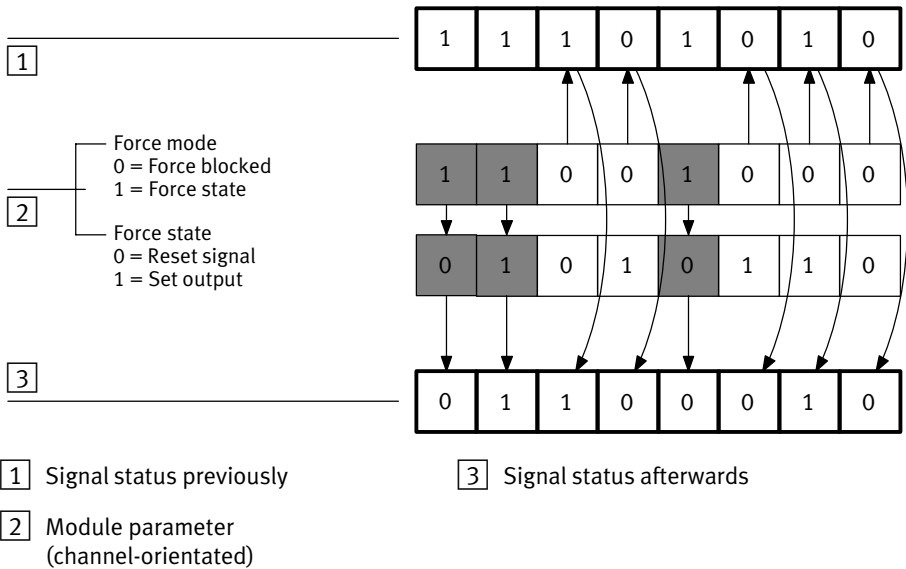 1 1 1 0 1 0 1 0
1
Force mode
0 = Force blocked
1 = Force state
1 1 0 0 1 0 0 0
2
Force state
0 = Reset signal
1 = Set output
0 1 0 1 0 1 1 0
3
0 1 1 0 0 0 1 0
1 Signal status previously
3 Signal status afterwards
2 Module parameter
(channel-orientated)